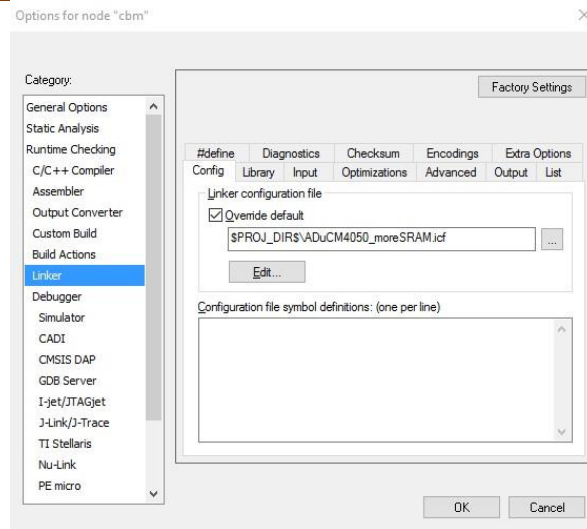 Options for node "cbm"
Category:
General Options
Static Analysis
Runtime Checking
C/C++ Compiler
Assembler
Output Converter
Custom Build
Build Actions
Linker
Debugger
Simulator
CADI
CMSIS DAP
GDB Server
I-jet/JTAGjet
J-Link/J-Trace
TI Stellaris
Nu-Link
PE micro
Factory Settings
#define Diagnostics Checksum Encodings Extra Options
Config Library Input Optimizations Advanced Output List
Linker configuration file
Override default
$PROJ_DIR$\ADuCM4050_moreSRAM.icf
...
Edit...
Configuration file symbol definitions: (one per line)
OK Cancel